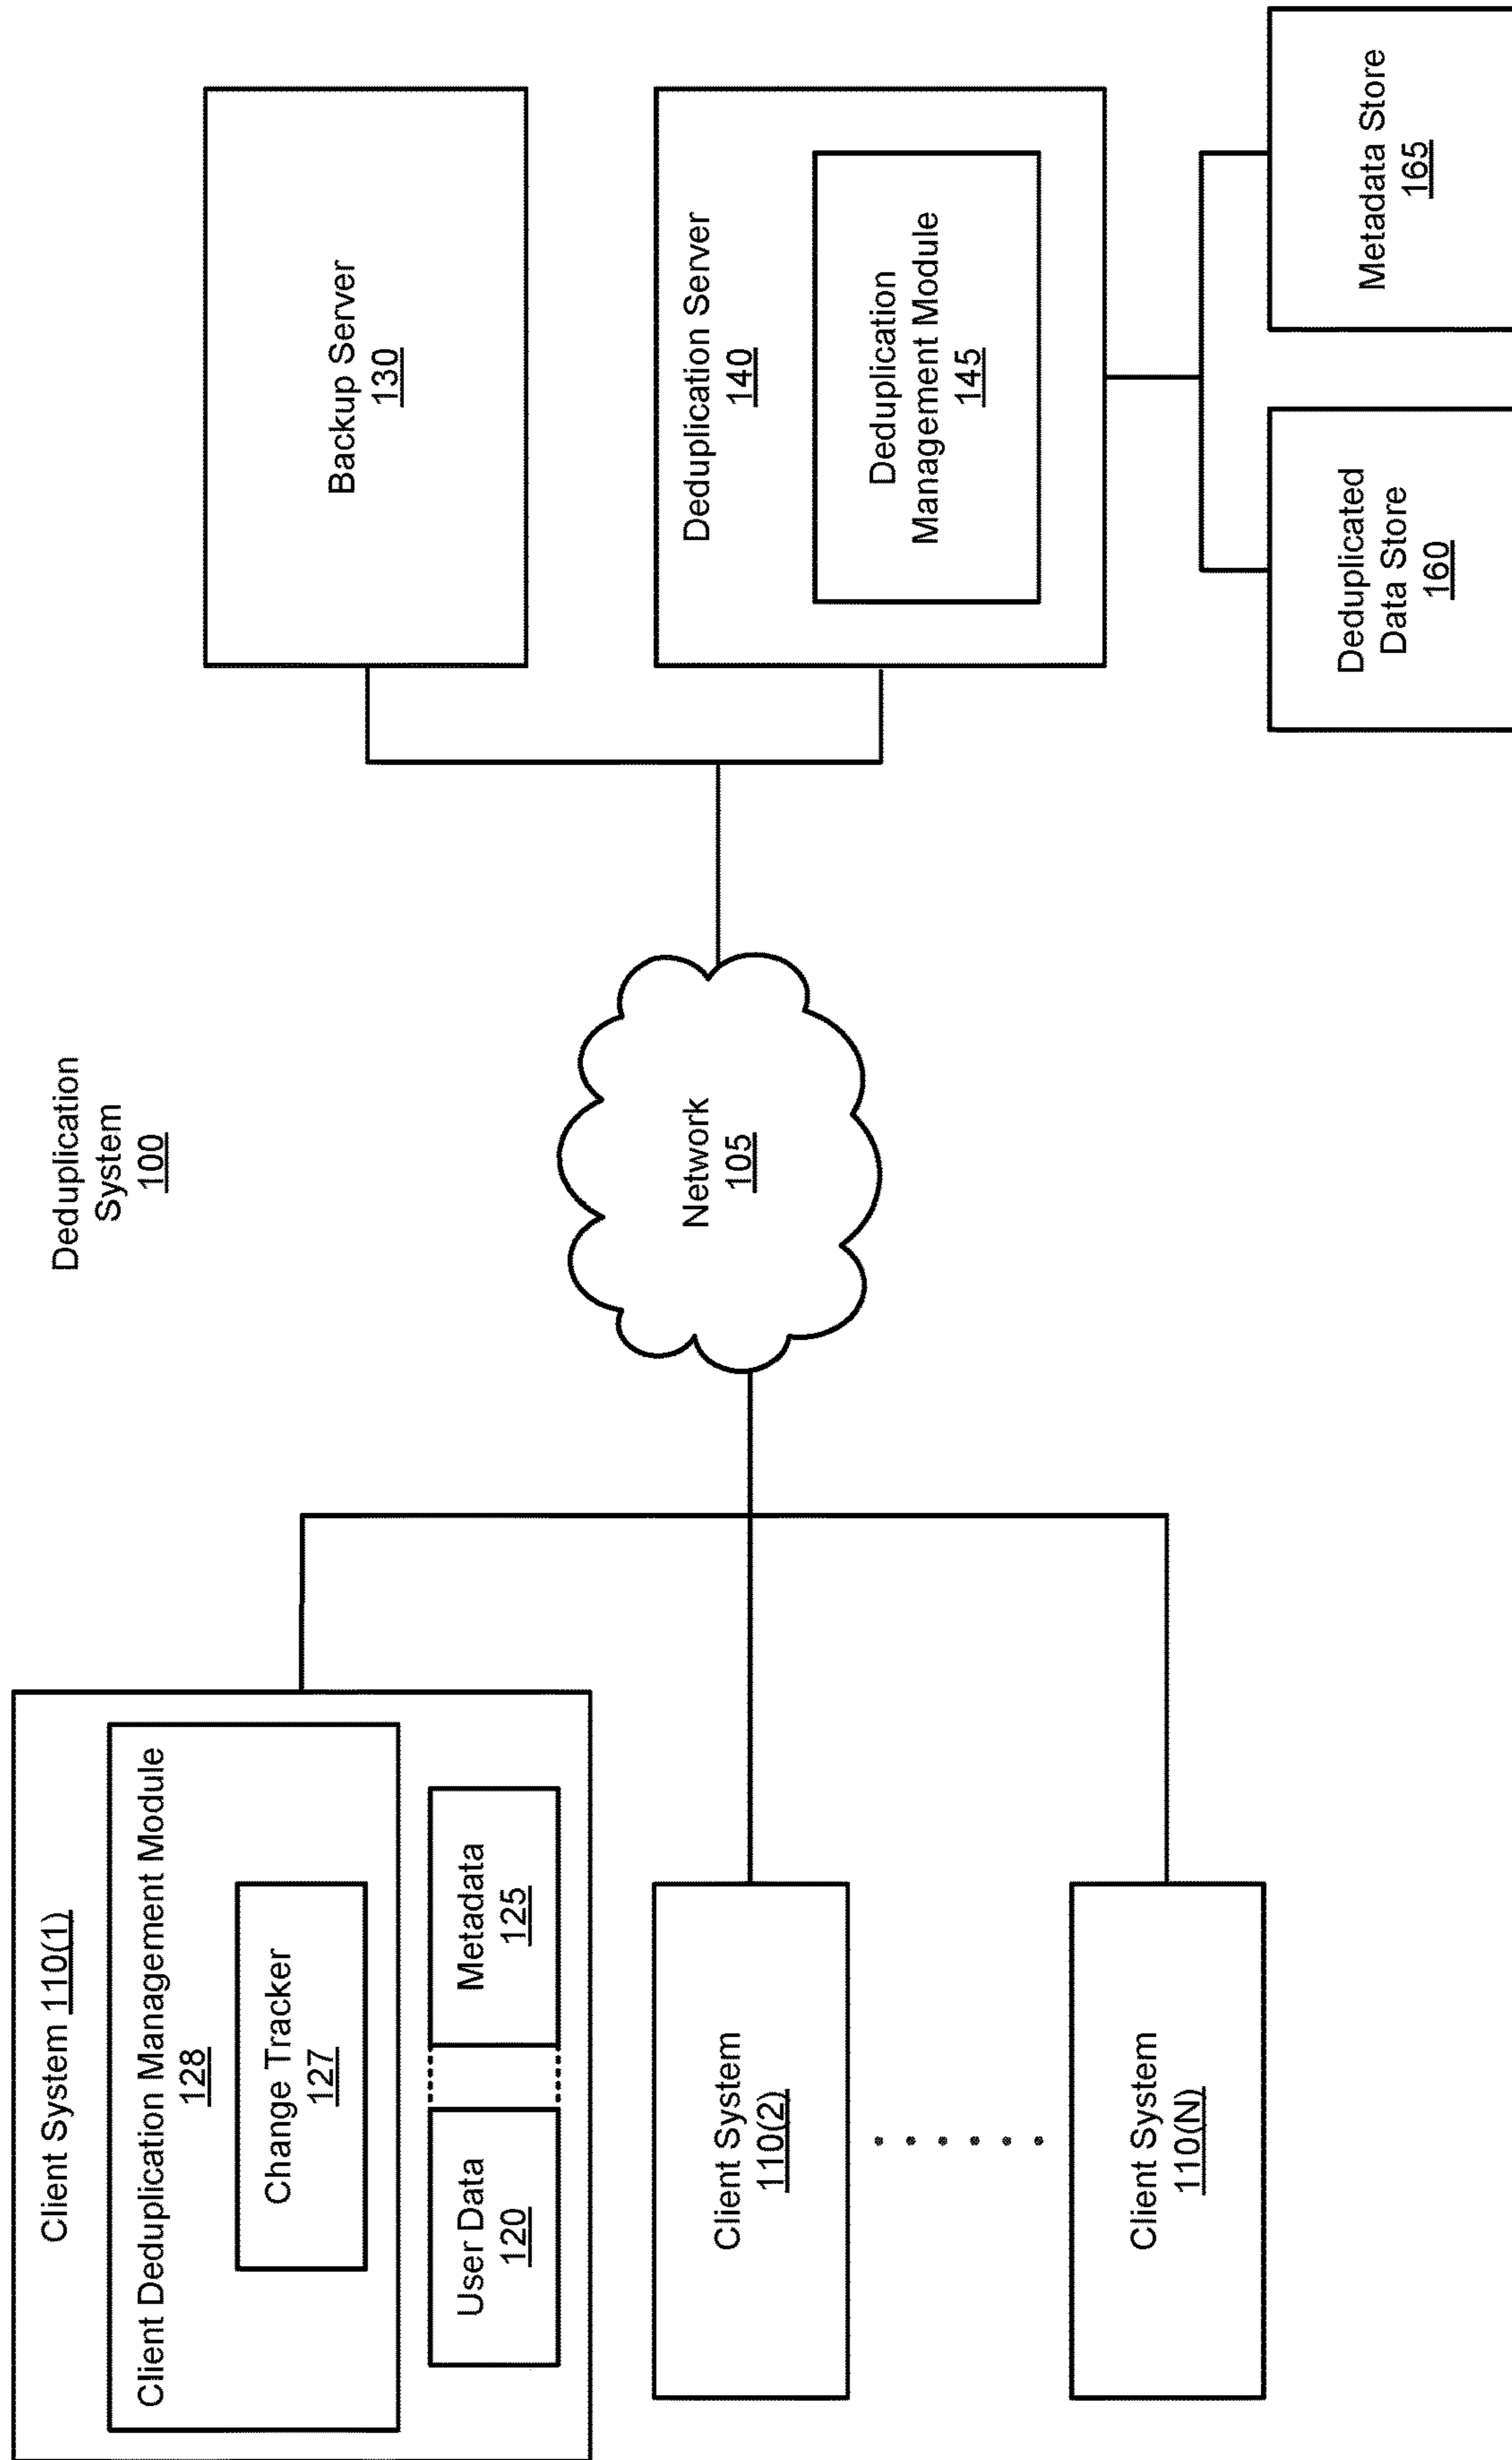 Deduplication
System
100
Client System 110(1)
Client Deduplication Management Module
128
Change Tracker
127
User Data
120
Metadata
125
Client System
110(2)
Client System
110(N)
Network
105
Backup Server
130
Deduplication Server
140
Deduplication
Management Module
145
Deduplicated
Data Store
160
Metadata Store
165